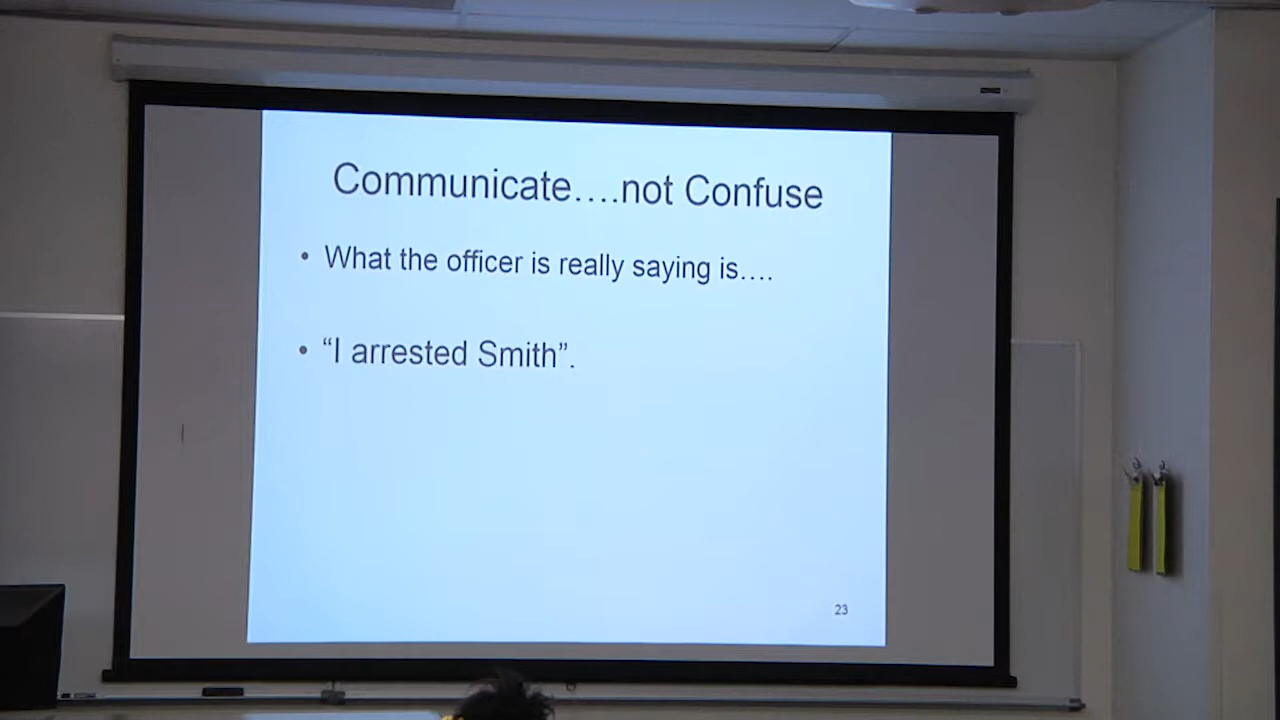 Communicate....not Confuse
• What the officer is really saying is....
• “I arrested Smith”.
23